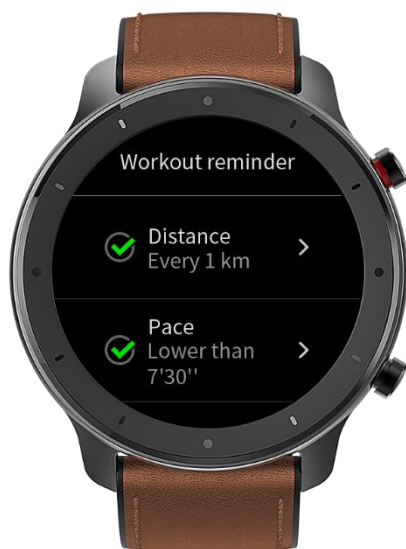 Workout reminder
Distance
Every 1 km
Pace
Lower than
7'30''